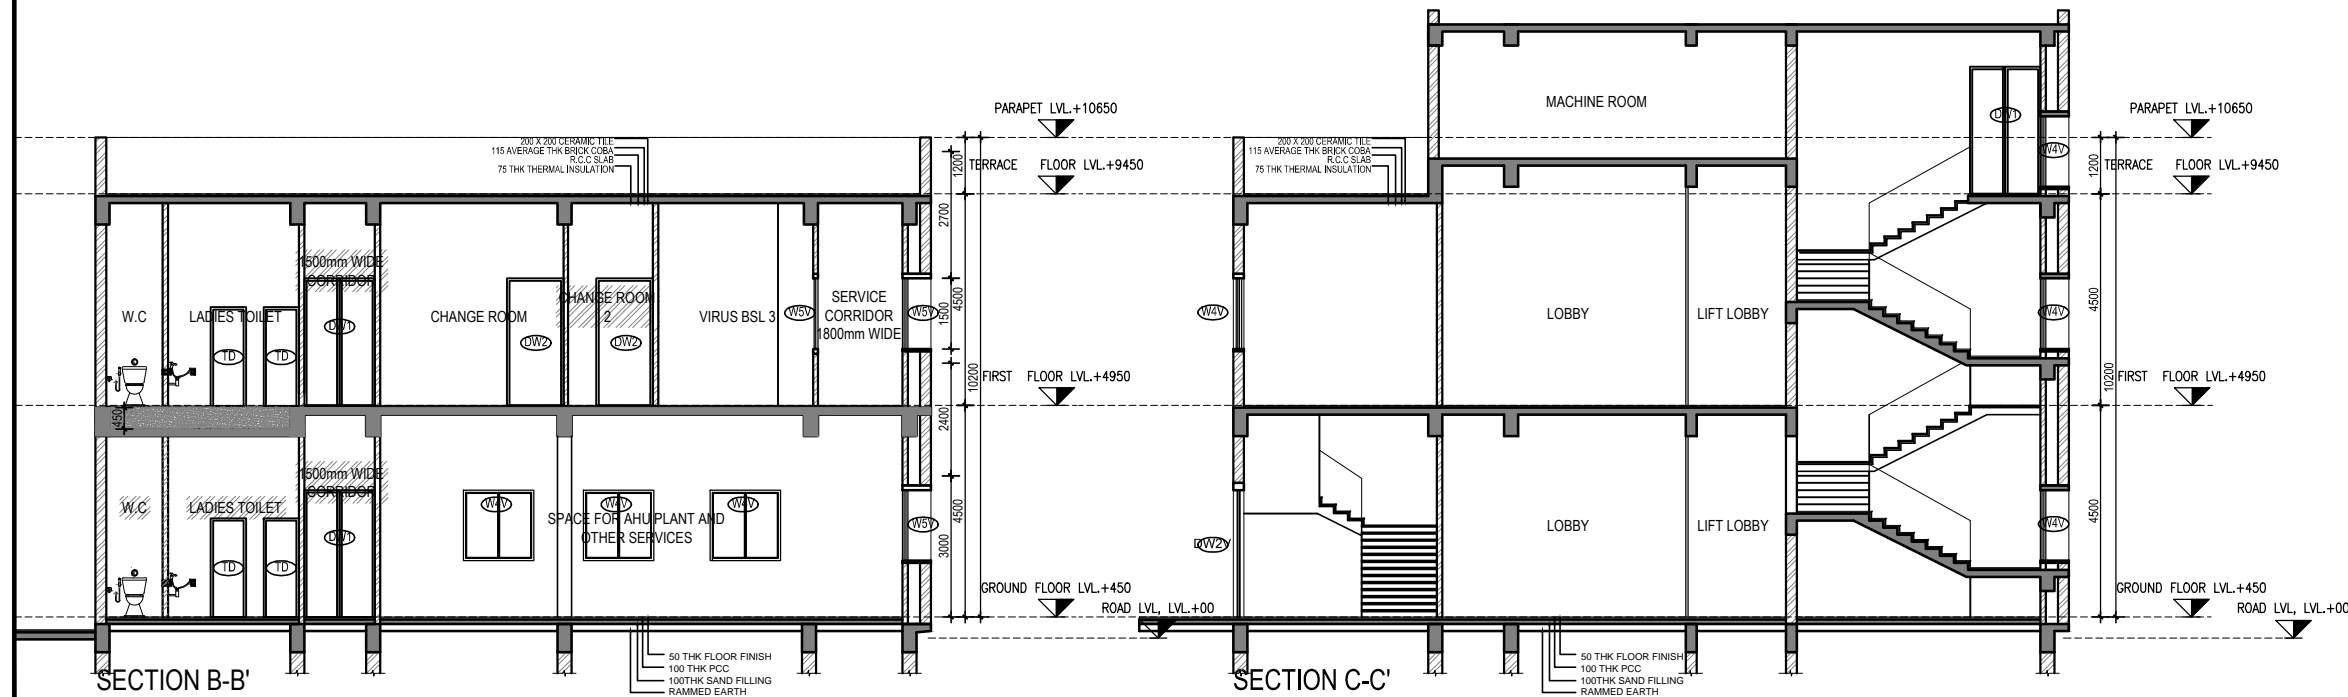 MACHINE ROOM
PARAPET LVL.+10650
PARAPET LVL.+10650
DW1
200 X 200 CERAMIC TILE
115 AVERAGE THK BRICK COBA
R.C.C SLAB
75 THK THERMAL INSULATION
1200
TERRACE FLOOR LVL.+9450
200 X 200 CERAMIC TILE
115 AVERAGE THK BRICK COBA
R.C.C SLAB
75 THK THERMAL INSULATION
W4V
1200
TERRACE FLOOR LVL.+9450
2700
1500mm WIDE
CORRIDOR
W.C
LADIES TOILET
DW1
CHANGE ROOM
CHANGE ROOM
2
VIRUS BSL 3
W5V
SERVICE
CORRIDOR
1800mm WIDE
W5V
1500
4500
TD
TD
DW2
DW2
W4V
LOBBY
LIFT LOBBY
W4V
4500
10200
FIRST FLOOR LVL.+4950
10200
FIRST FLOOR LVL.+4950
450
2400
1500mm WIDE
CORRIDOR
W.C
LADIES TOILET
DW1
W4V
W4V
W4V
SPACE FOR AHU PLANT AND
OTHER SERVICES
W5V
3000
4500
TD
TD
DW2V
LOBBY
LIFT LOBBY
W4V
4500
GROUND FLOOR LVL.+450
ROAD LVL, LVL.+00
GROUND FLOOR LVL.+450
ROAD LVL, LVL.+00
50 THK FLOOR FINISH
100 THK PCC
100THK SAND FILLING
RAMMED EARTH
SECTION B-B'
50 THK FLOOR FINISH
100 THK PCC
100THK SAND FILLING
RAMMED EARTH
SECTION C-C'